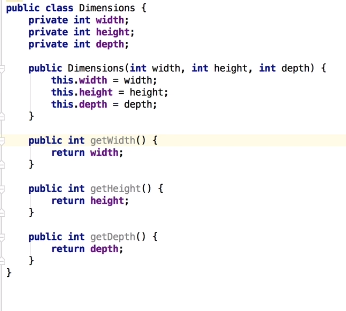 public class Dimensions {
    private int width;
    private int height;
    private int depth;

    public Dimensions(int width, int height, int depth) {
        this.width = width;
        this.height = height;
        this.depth = depth;
    }

    public int getWidth() {
        return width;
    }

    public int getHeight() {
        return height;
    }

    public int getDepth() {
        return depth;
    }
}